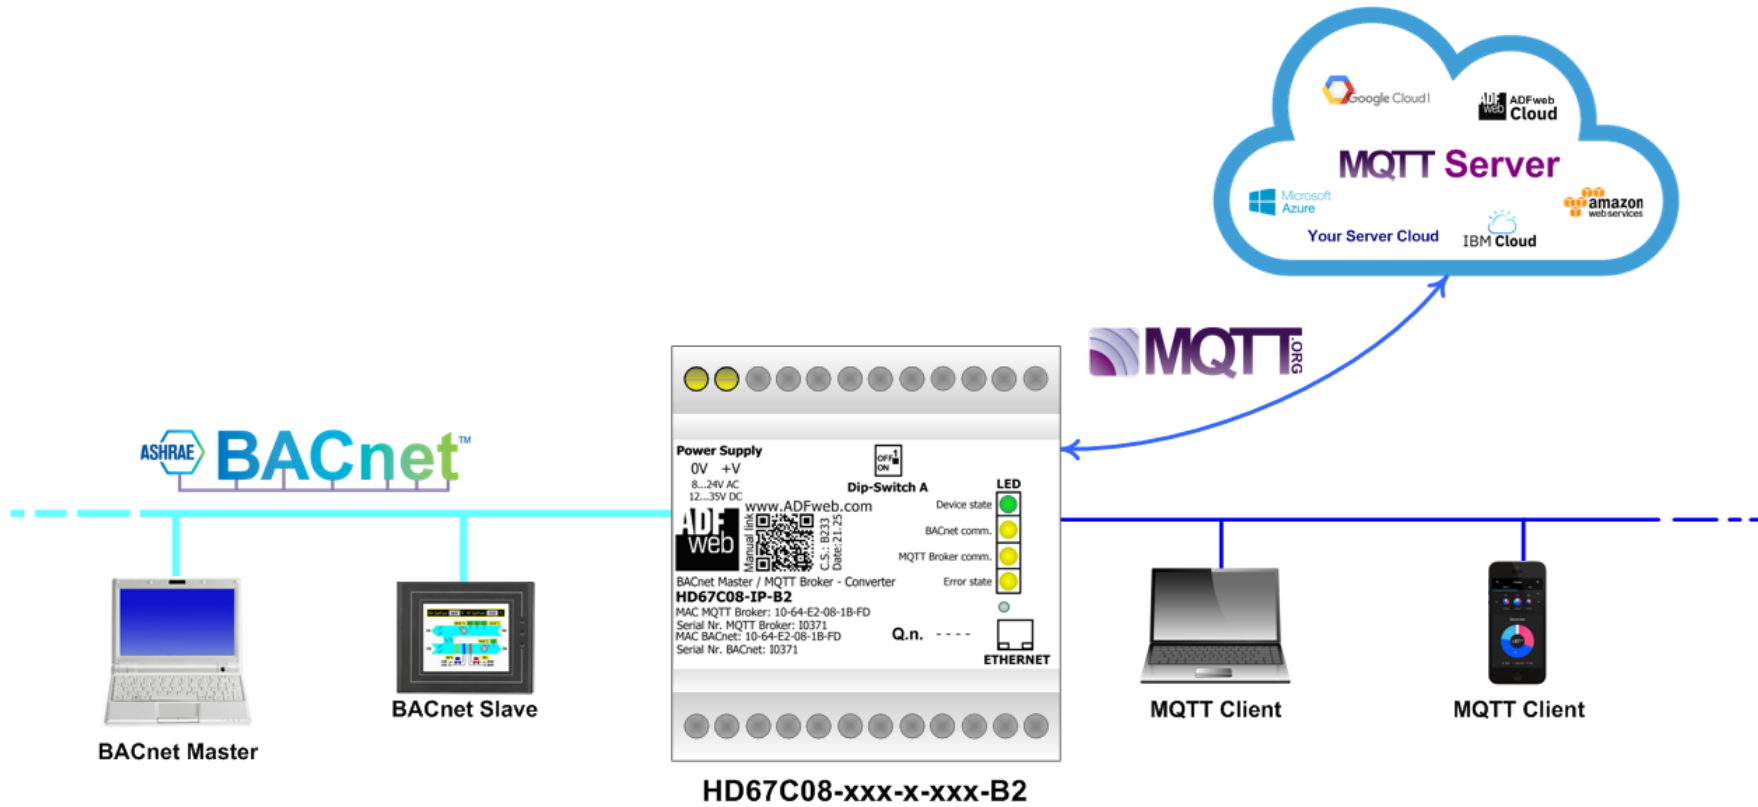 Google Cloud
ADF
web
ADFweb
Cloud
MQTT Server
Microsoft
Azure
amazon
web services
Your Server Cloud
IBM Cloud
MQTT
.ORG
ASHRAE
BACnet™
Power Supply
0V +V
8...24V AC
12...35V DC
OFF 1
ON
Dip-Switch A
LED
Device state
BACnet comm.
MQTT Broker comm.
Error state
www.ADFweb.com
ADF
web
Manual link
C.S.: B233
Date:21.25
BACnet Master / MQTT Broker - Converter
HD67C08-IP-B2
MAC MQTT Broker: 10-64-E2-08-1B-FD
Serial Nr. MQTT Broker: I0371
MAC BACnet: 10-64-E2-08-1B-FD
Serial Nr. BACnet: I0371
Q.n. ----
ETHERNET
BACnet Master
BACnet Slave
MQTT Client
MQTT Client
HD67C08-xxx-x-xxx-B2